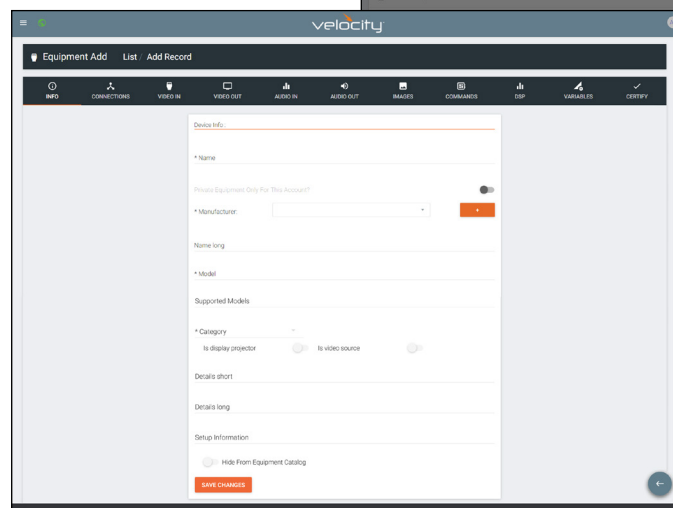 velocity
Equipment Add List / Add Record
INFO CONNECTIONS VIDEO IN VIDEO OUT AUDIO IN AUDIO OUT IMAGES COMMANDS DSP VARIABLES CERTIFY
Device Info:
* Name
Private Equipment Only For This Account?
* Manufacturer: +
Name long
* Model
Supported Models
* Category
Is display projector Is video source
Details short
Details long
Setup Information
Hide From Equipment Catalog
SAVE CHANGES